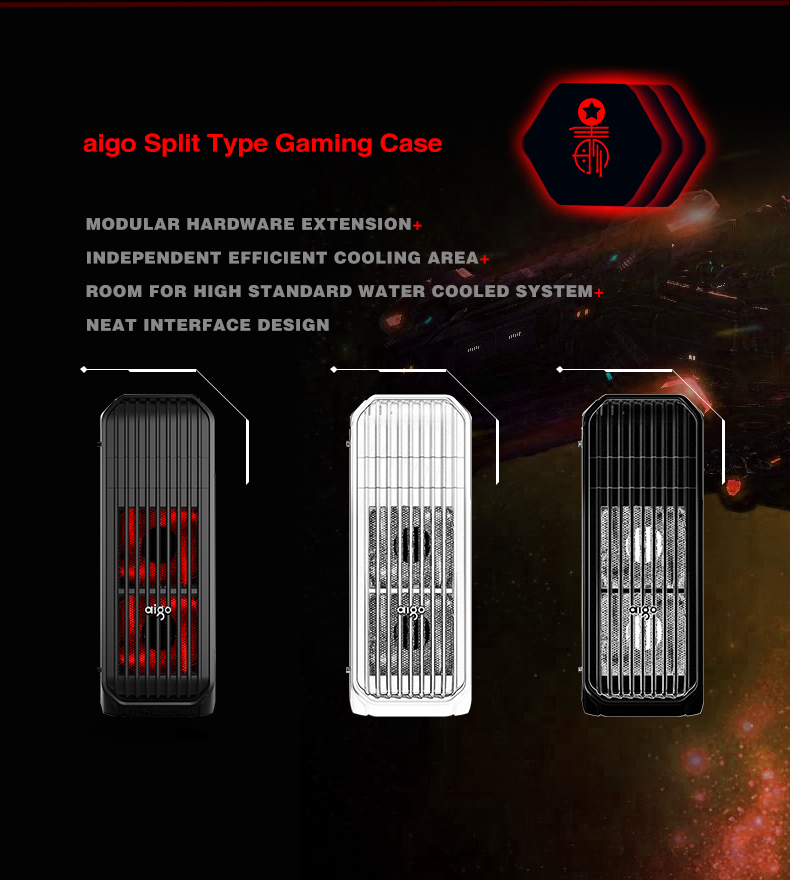 aigo Split Type Gaming Case
MODULAR HARDWARE EXTENSION+
INDEPENDENT EFFICIENT COOLING AREA+
ROOM FOR HIGH STANDARD WATER COOLED SYSTEM+
NEAT INTERFACE DESIGN
aigo
aigo
aigo